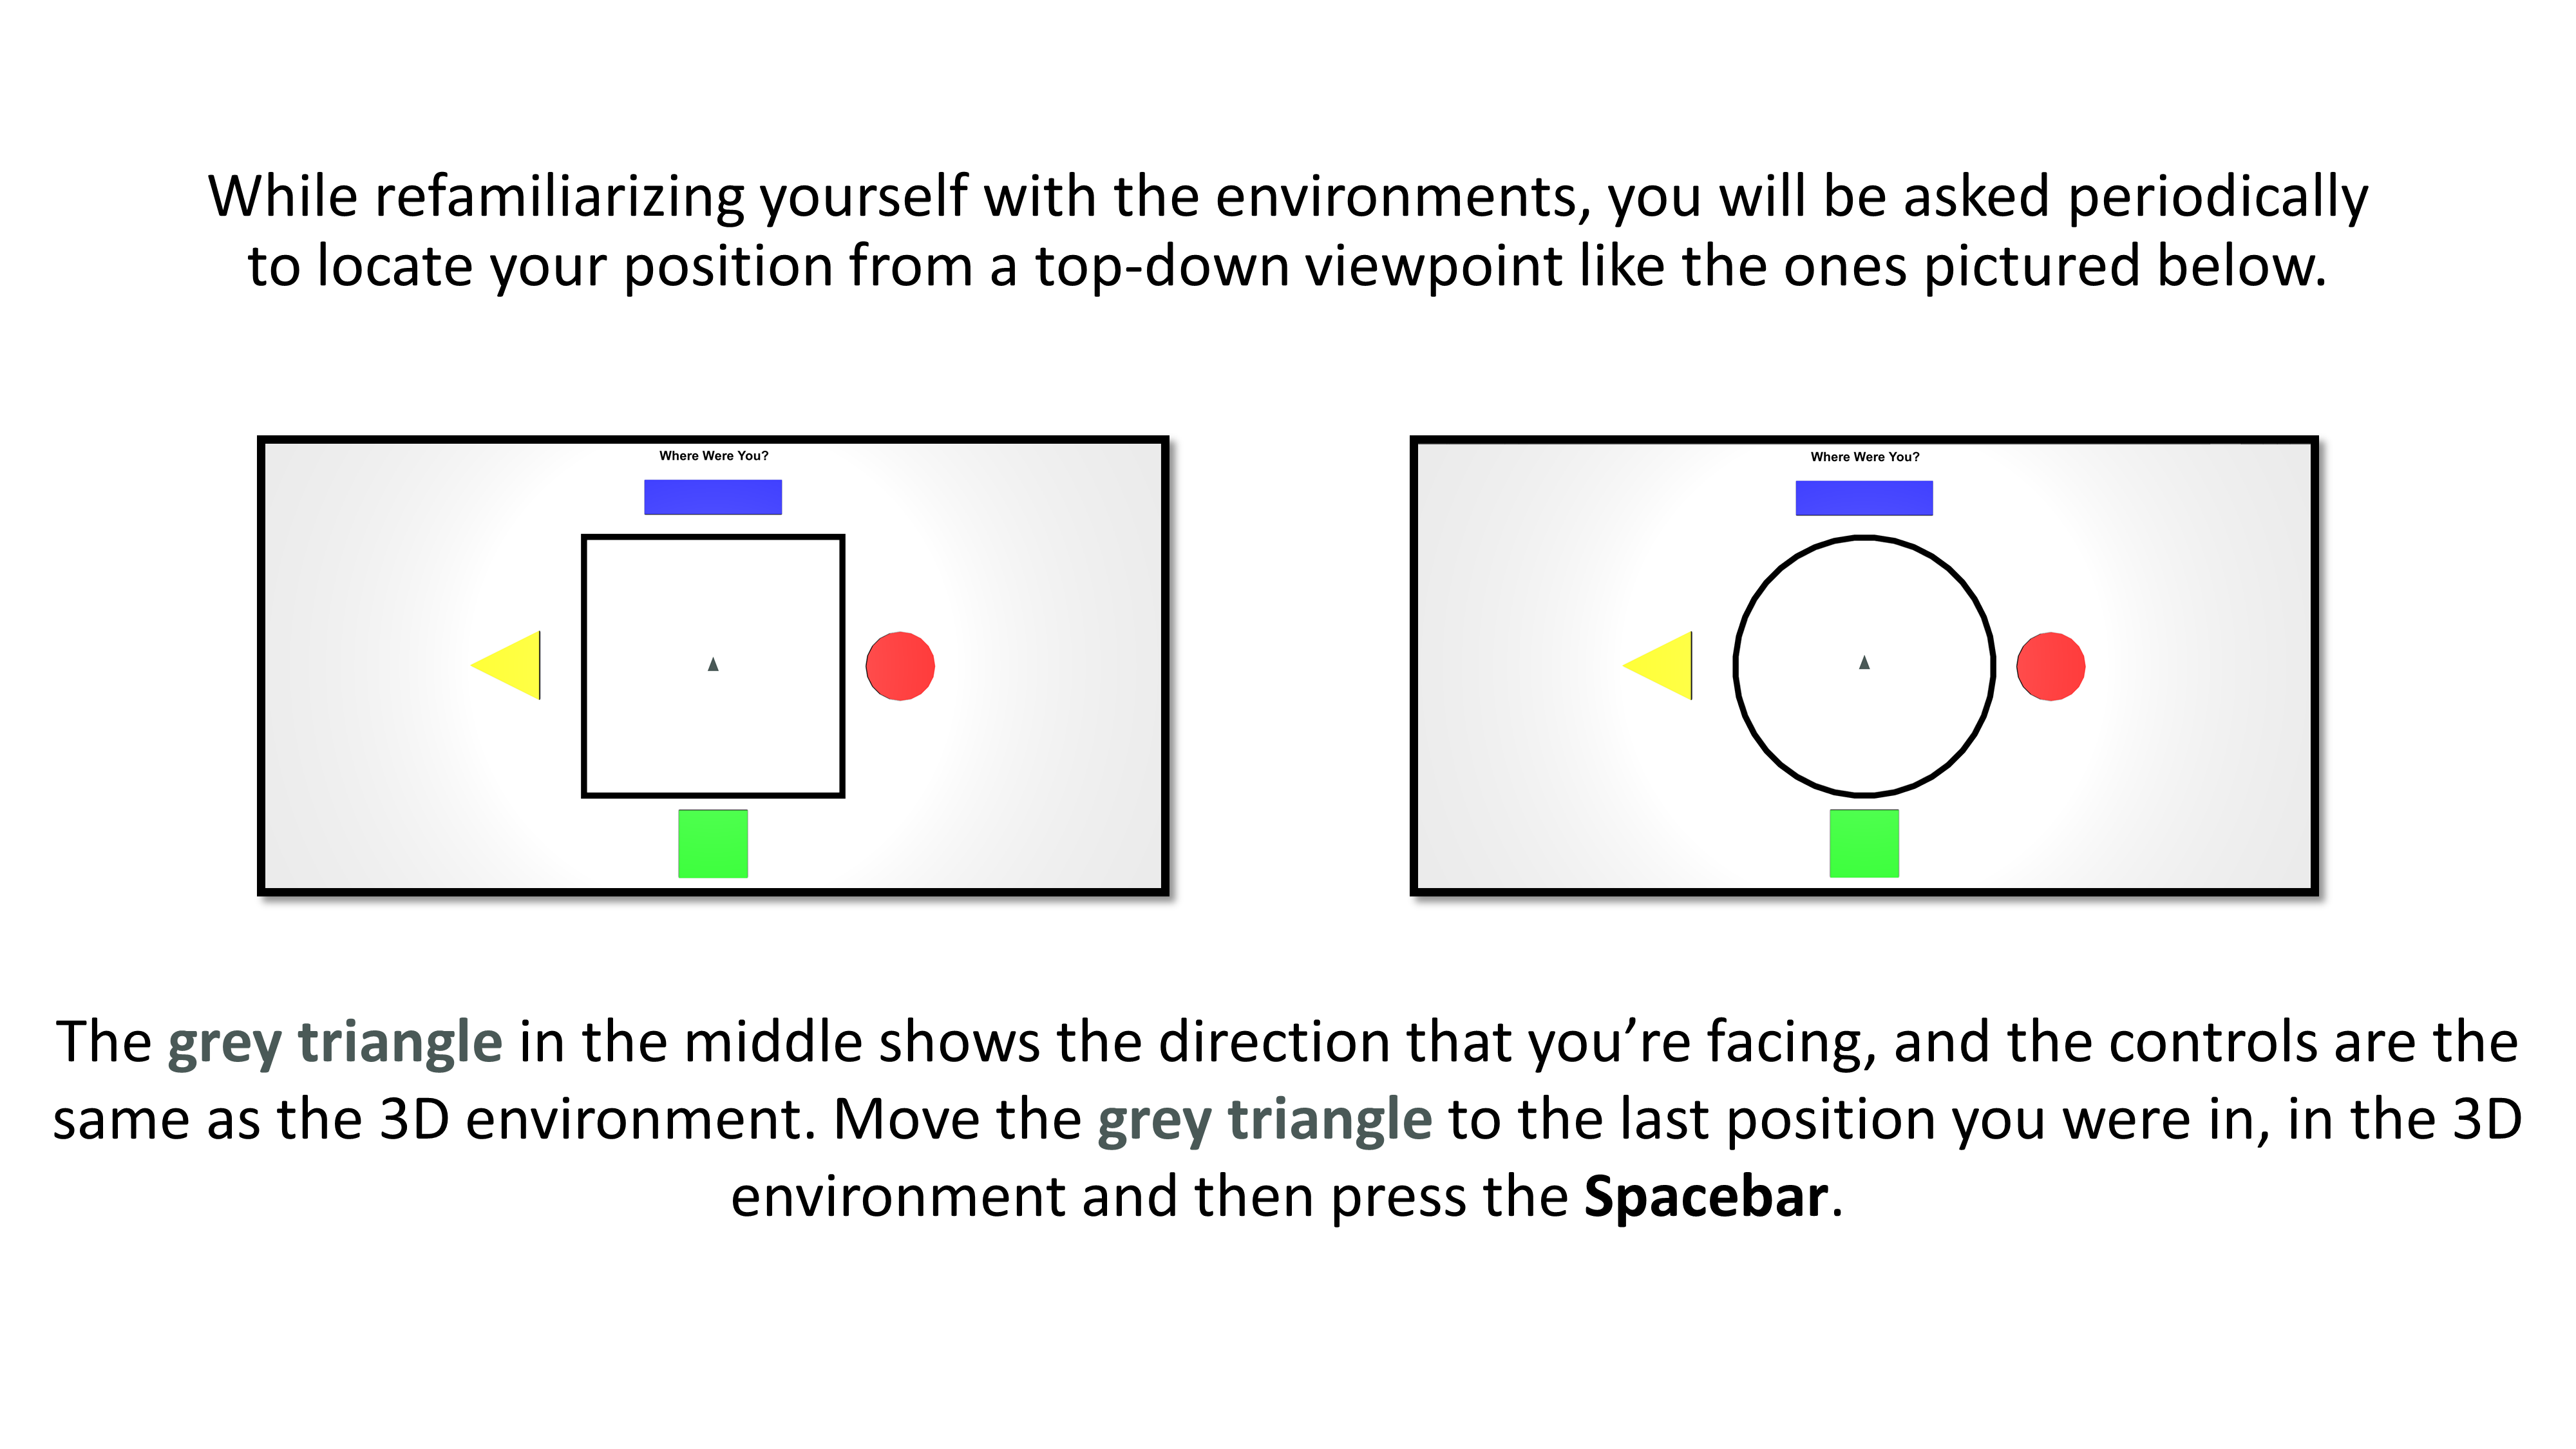 While refamiliarizing yourself with the environments, you will be asked periodically
to locate your position from a top-down viewpoint like the ones pictured below.
Where Were You?
Where Were You?
The grey triangle in the middle shows the direction that you’re facing, and the controls are the
same as the 3D environment. Move the grey triangle to the last position you were in, in the 3D
environment and then press the Spacebar.